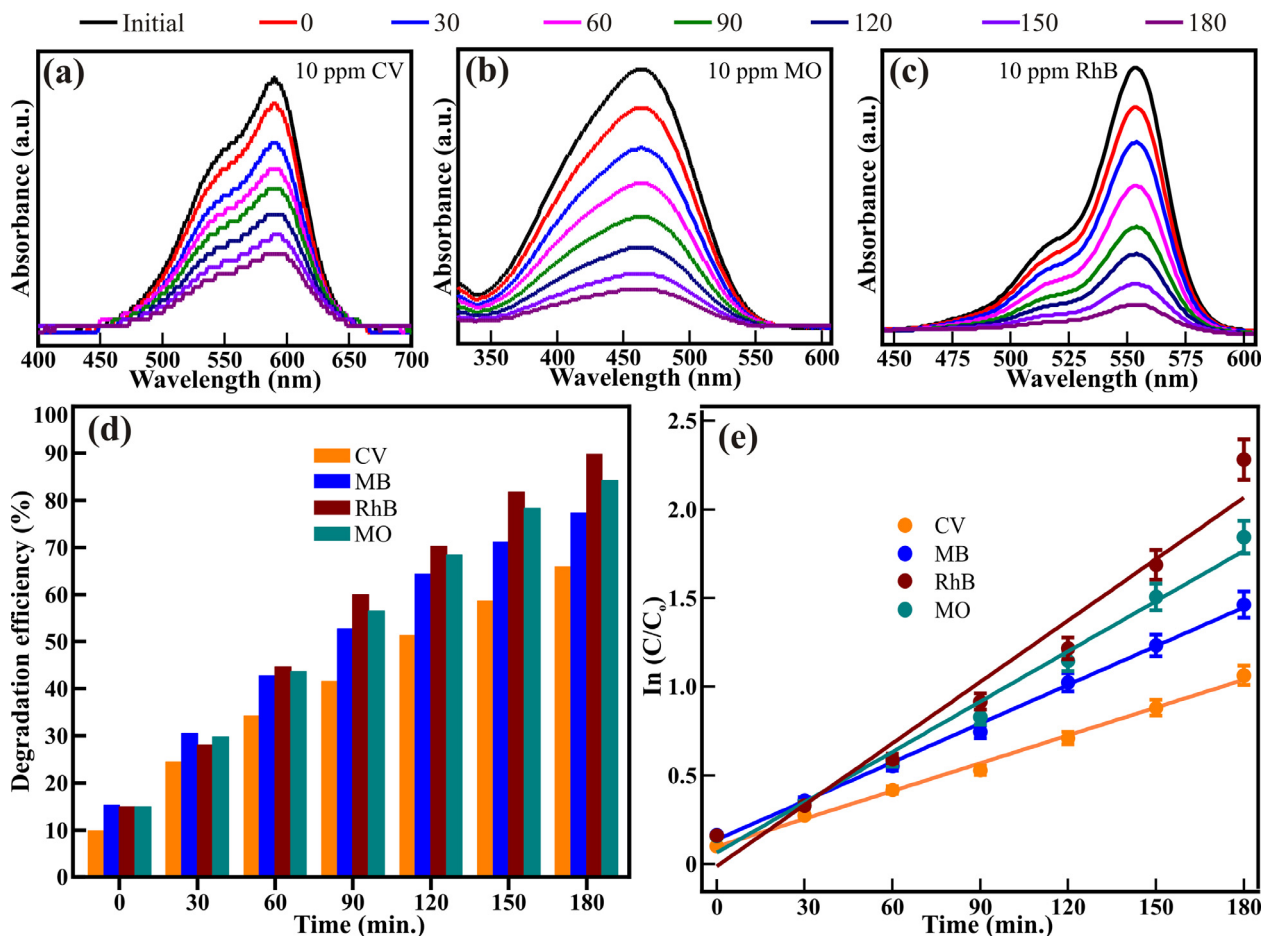 Initial 0 30 60 90 120 150 180
(a) 10 ppm CV
Absorbance (a.u.)
400 450 500 550 600 650 700
Wavelength (nm)
(b) 10 ppm MO
Absorbance (a.u.)
350 400 450 500 550 600
Wavelength (nm)
(c) 10 ppm RhB
Absorbance (a.u.)
450 475 500 525 550 575 600
Wavelength (nm)
(d)
Degradation efficiency (%)
100
90
80
70
60
50
40
30
20
10
0
CV
MB
RhB
MO
0 30 60 90 120 150 180
Time (min.)
(e)
In (C/Co)
2.5
2.0
1.5
1.0
0.5
0
CV
MB
RhB
MO
0 30 60 90 120 150 180
Time (min.)